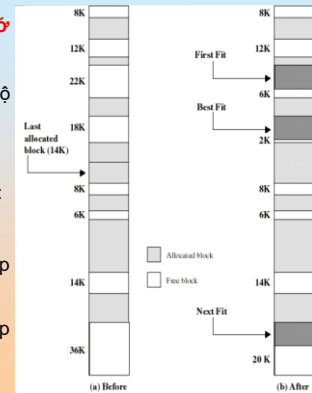 ớ
ộ
:
p
p
8K
12K
22K
Last
allocated
block (14K)
18K
8K
6K
14K
36K
(a) Before
Allocated block
Free block
8K
12K
First Fit
6K
Best Fit
2K
8K
6K
14K
Next Fit
20 K
(b) After